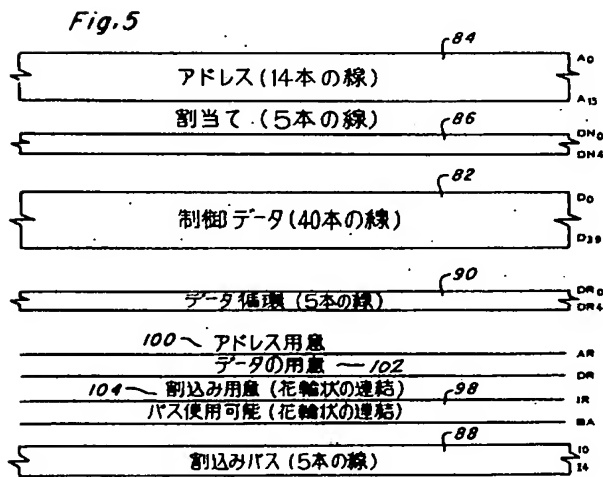 Fig.5
84
アドレス(14本の線)
A0
A13
割当て (5本の線)
86
DN0
DN4
82
制御データ(40本の線)
D0
D39
90
データ循環 (5本の線)
DR0
DR4
100 アドレス用意
AR
データの用意 102
DR
104 割込み用意 (花輪状の連結)
98
IR
バス使用可能 (花輪状の連結)
BA
88
割込みバス (5本の線)
I0
I4